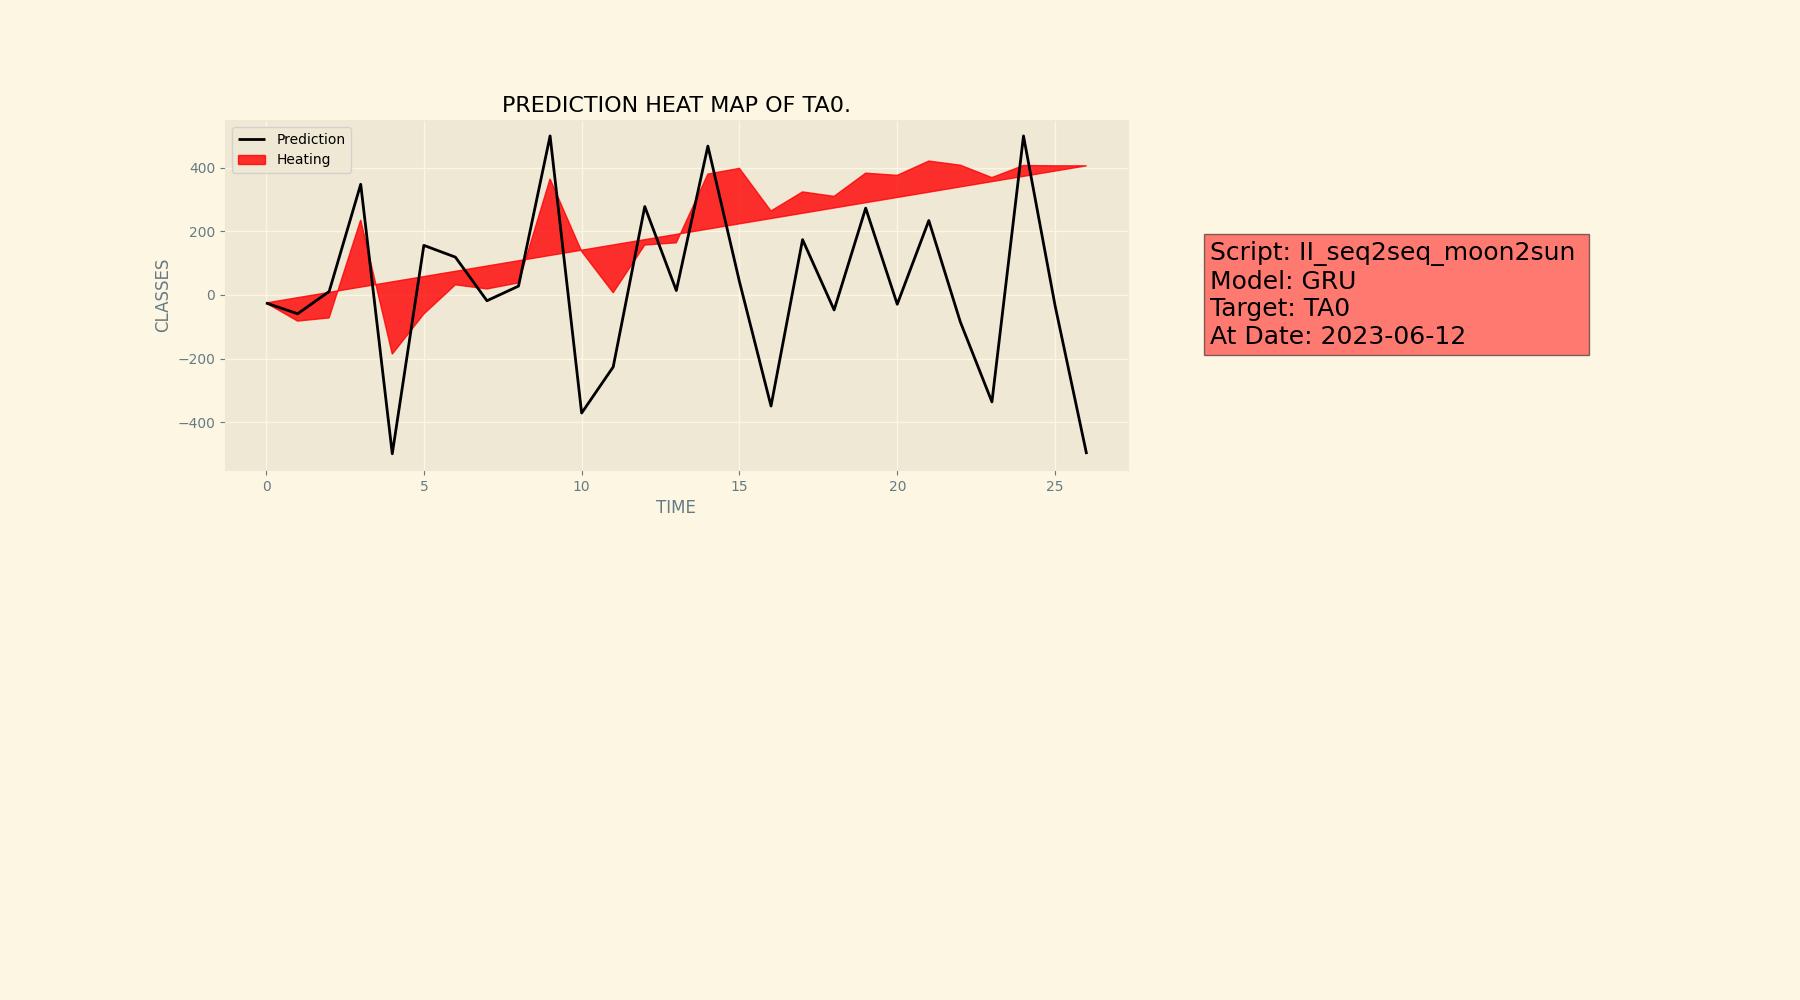 PREDICTION HEAT MAP OF TA0.
Prediction
Heating
CLASSES
400
200
0
−200
−400
0 5 10 15 20 25
TIME
Script: II_seq2seq_moon2sun
Model: GRU
Target: TA0
At Date: 2023-06-12